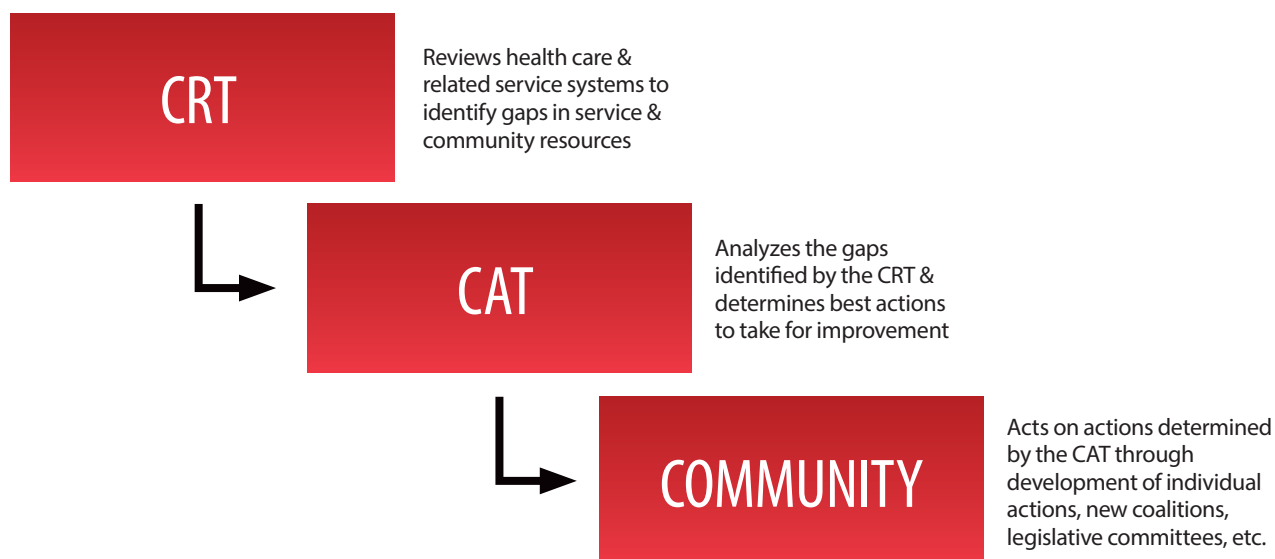 CRT
Reviews health care &
related service systems to
identify gaps in service &
community resources
CAT
Analyzes the gaps
identified by the CRT &
determines best actions
to take for improvement
COMMUNITY
Acts on actions determined
by the CAT through
development of individual
actions, new coalitions,
legislative committees, etc.